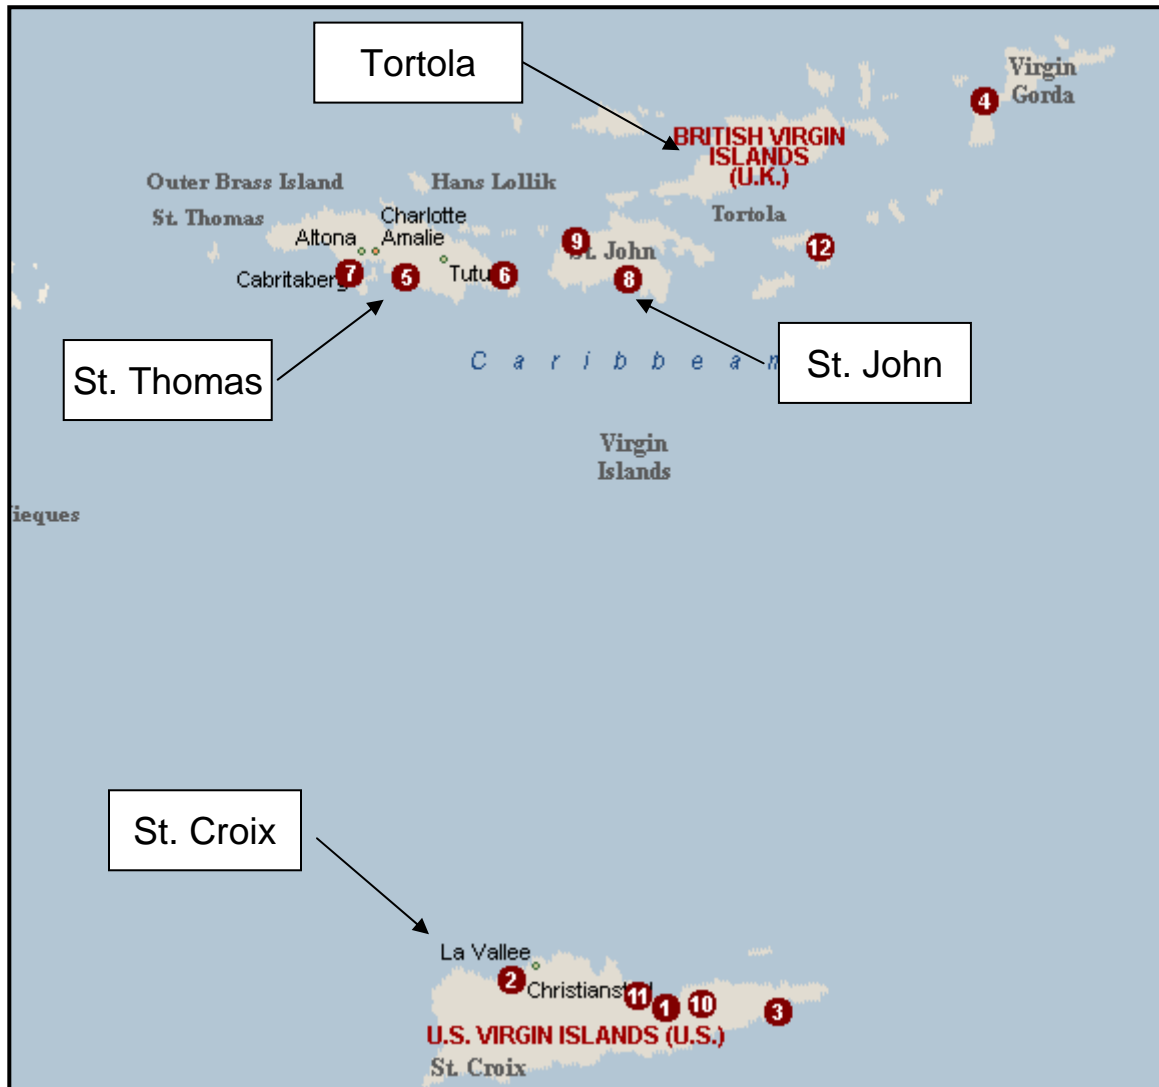 Tortola
Virgin
Gorda
4
BRITISH VIRGIN
ISLANDS
(U.K.)
Outer Brass Island
Hans Lollik
St. Thomas
Charlotte
Amalie
Tortola
Altona
9
St. John
12
Cabritaberg
7
5
Tutu
6
8
St. Thomas
Caribbean
St. John
Virgin
Islands
ieques
St. Croix
La Vallee
2
Christiansted
11
1
10
3
U.S. VIRGIN ISLANDS (U.S.)
St. Croix